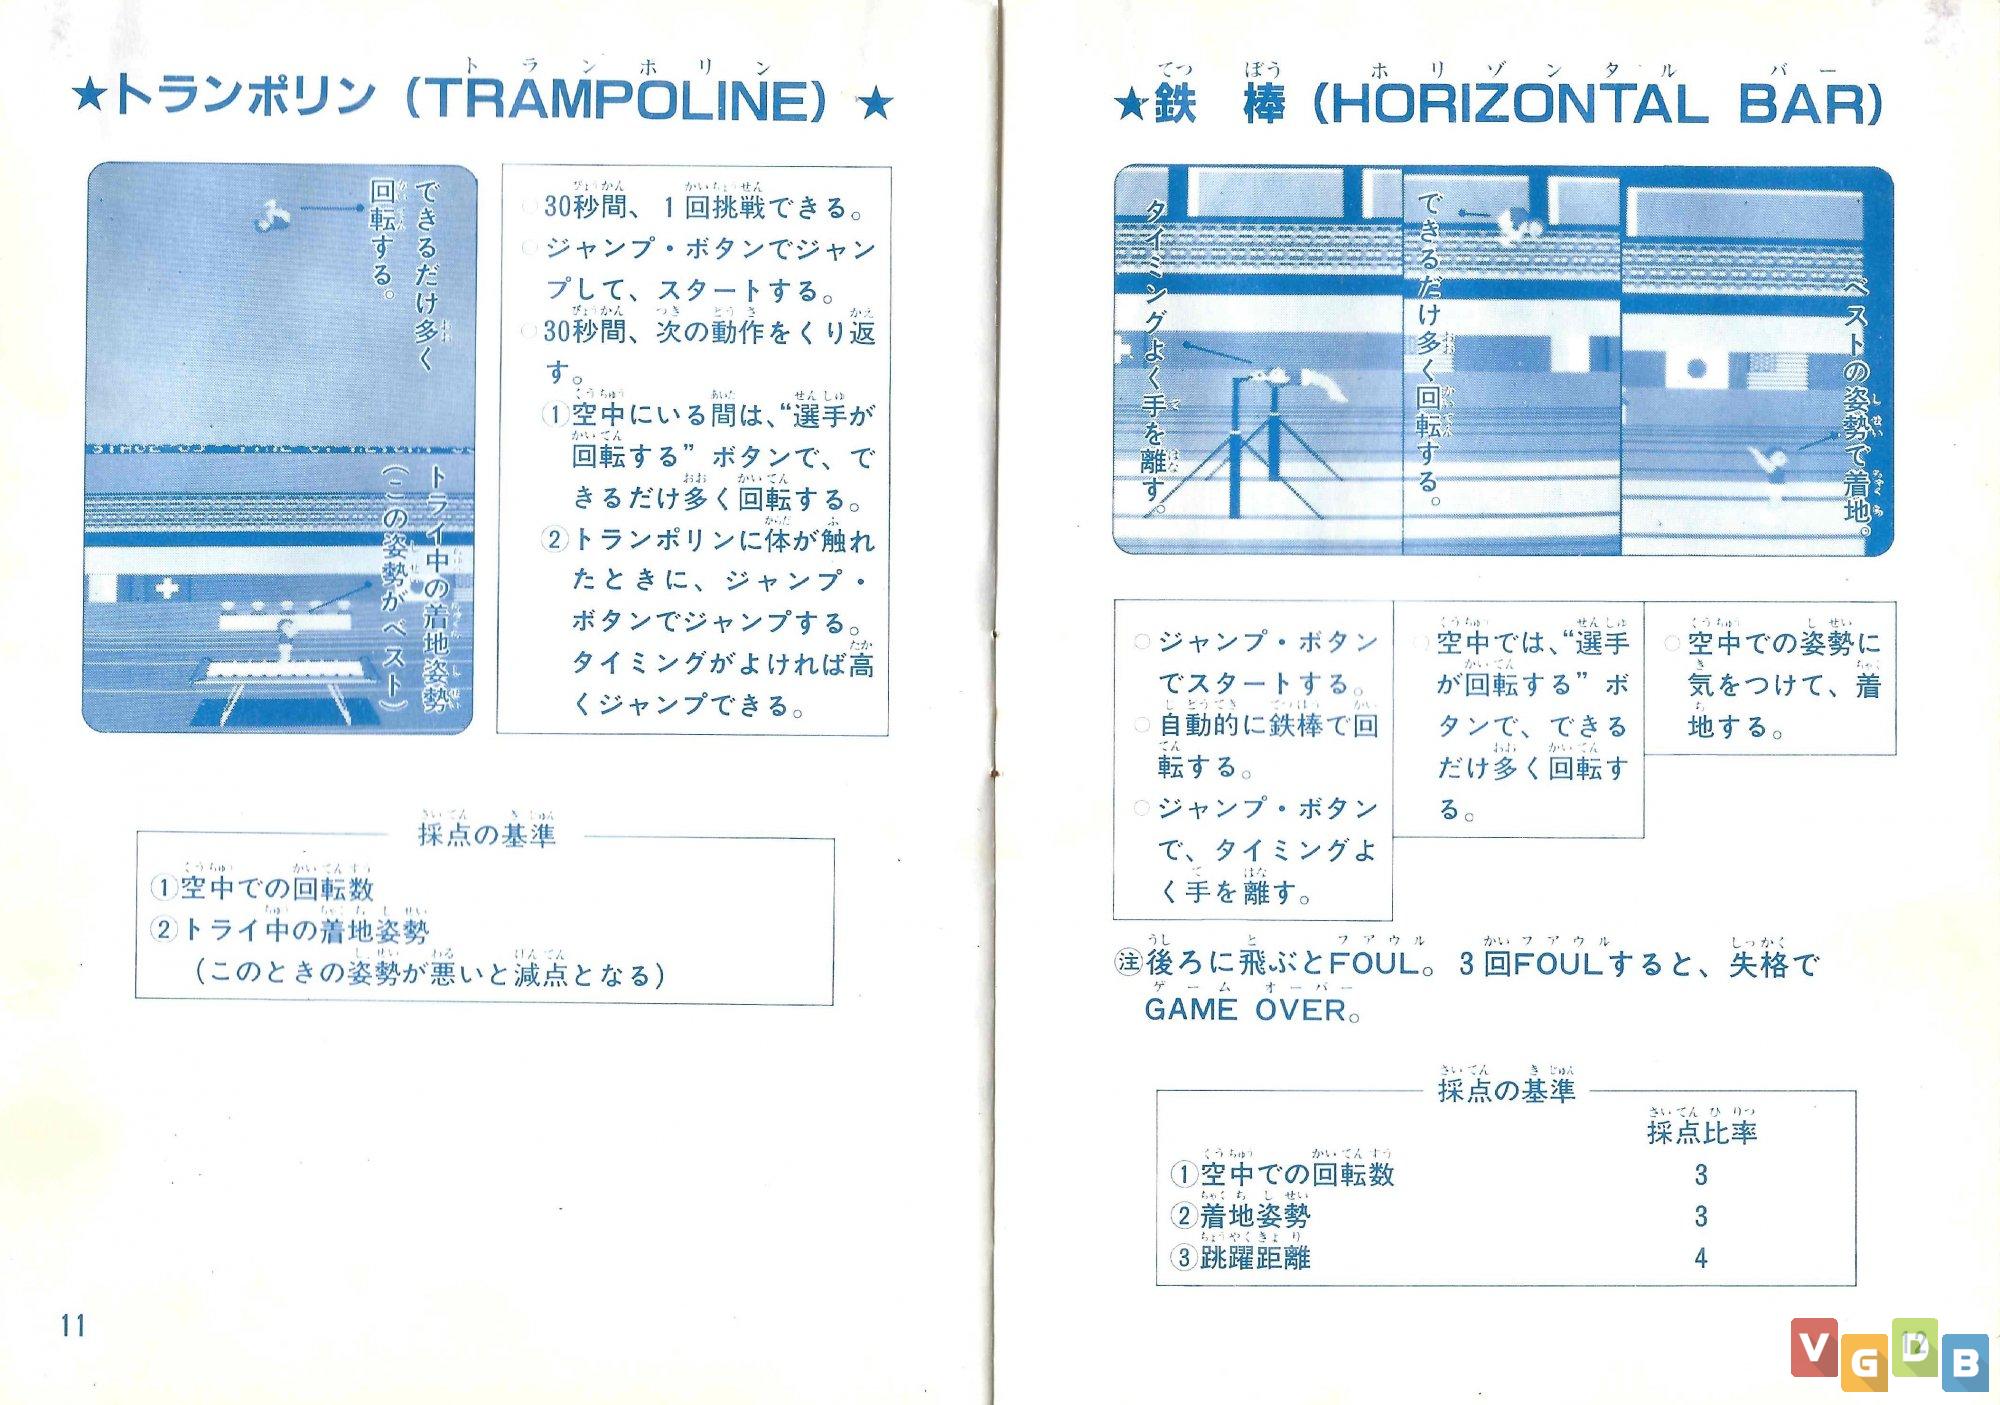 ★トランポリン（TRAMPOLINE）★
トランポリン
できるだけ多く
回転する。
トライ中の着地姿勢
（この姿勢がベスト）
○30秒間、1回挑戦できる。
○ジャンプ・ボタンでジャン
プして、スタートする。
○30秒間、次の動作をくり返
す。
①空中にいる間は、“選手が
回転する”ボタンで、で
きるだけ多く回転する。
②トランポリンに体が触れ
たときに、ジャンプ・
ボタンでジャンプする。
タイミングがよければ高
くジャンプできる。
採点の基準
①空中での回転数
②トライ中の着地姿勢
（このときの姿勢が悪いと減点となる）
11
★鉄　棒（HORIZONTAL BAR）
てつ ぼう ホリゾンタル バー
タイミングよく手を離す。
できるだけ多く回転する。
ベストの姿勢で着地。
○ジャンプ・ボタン
でスタートする。
○自動的に鉄棒で回
転する。
○ジャンプ・ボタン
で、タイミングよ
く手を離す。
○空中では、“選手
が回転する”ボ
タンで、できる
だけ多く回転す
る。
○空中での姿勢に
気をつけて、着
地する。
㊟後ろに飛ぶとFOUL。3回FOULすると、失格で
GAME OVER。
採点の基準
採点比率
①空中での回転数 3
②着地姿勢 3
③跳躍距離 4
12
VGDB